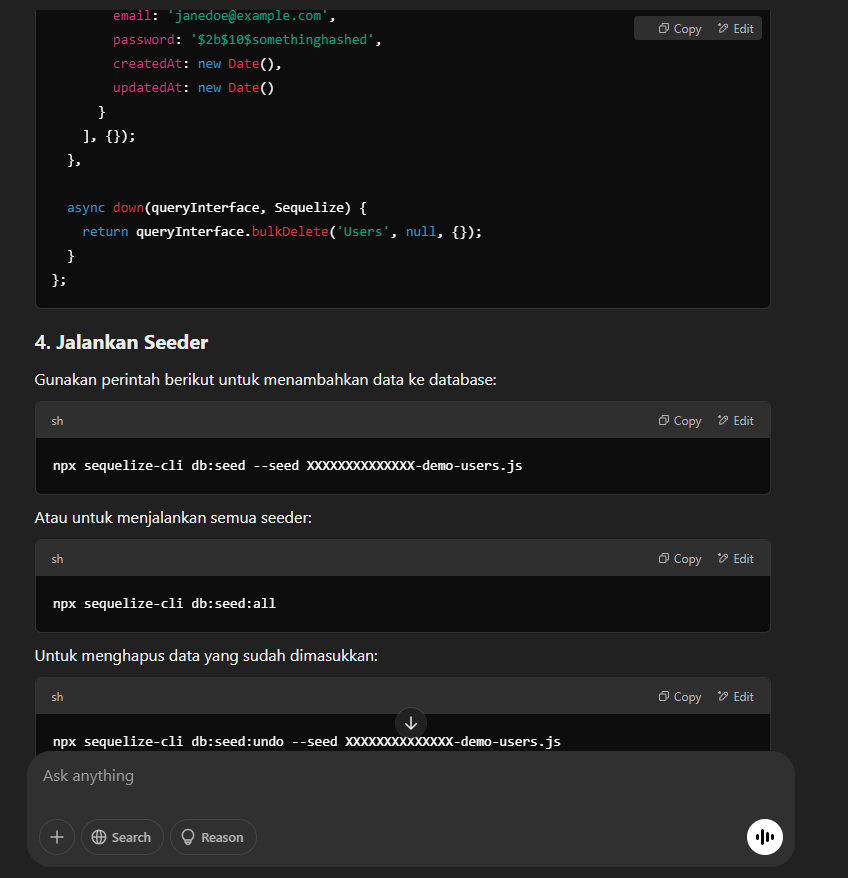 email: 'janedoe@example.com',
Copy Edit
password: '$2b$10$somethinghashed',
createdAt: new Date(),
updatedAt: new Date()
}
], {});
},
async down(queryInterface, Sequelize) {
return queryInterface.bulkDelete('Users', null, {});
}
};
4. Jalankan Seeder
Gunakan perintah berikut untuk menambahkan data ke database:
sh Copy Edit
npx sequelize-cli db:seed --seed XXXXXXXXXXXXXX-demo-users.js
Atau untuk menjalankan semua seeder:
sh Copy Edit
npx sequelize-cli db:seed:all
Untuk menghapus data yang sudah dimasukkan:
sh Copy Edit
npx sequelize-cli db:seed:undo --seed XXXXXXXXXXXXXX-demo-users.js
Ask anything
Search Reason